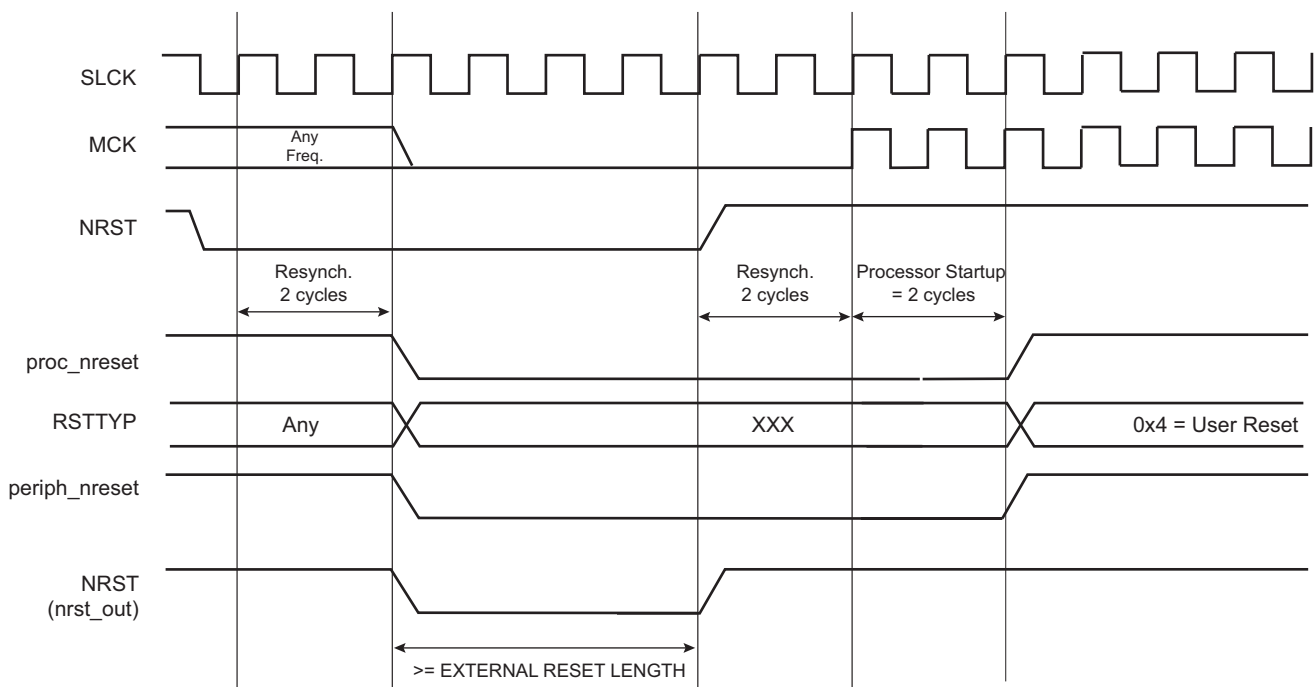 SLCK
MCK
Any
Freq.
NRST
Resynch.
2 cycles
Resynch.
2 cycles
Processor Startup
= 2 cycles
proc_nreset
RSTTYP
Any
XXX
0x4 = User Reset
periph_nreset
NRST
(nrst_out)
>= EXTERNAL RESET LENGTH